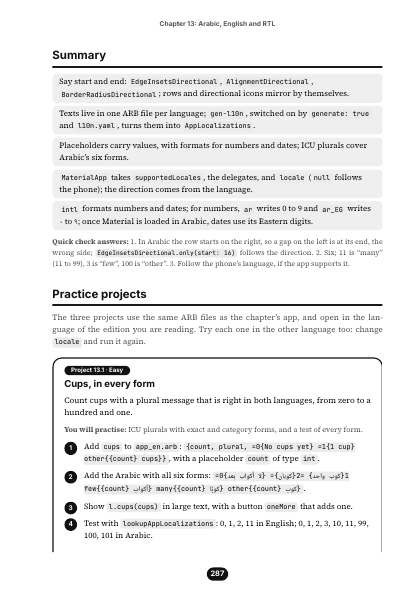 Chapter 13: Arabic, English and RTL
Summary
Say start and end: EdgeInsetsDirectional, AlignmentDirectional,
BorderRadiusDirectional; rows and directional icons mirror by themselves.
Texts live in one ARB file per language; gen-l10n, switched on by generate: true
and l10n.yaml, turns them into AppLocalizations.
Placeholders carry values, with formats for numbers and dates; ICU plurals cover
Arabic’s six forms.
MaterialApp takes supportedLocales, the delegates, and locale (null follows
the phone); the direction comes from the language.
intl formats numbers and dates; for numbers, ar writes 0 to 9 and ar_EG writes
٠ to ٩; once Material is loaded in Arabic, dates use its Eastern digits.
Quick check answers: 1. In Arabic the row starts on the right, so a gap on the left is at its end, the
wrong side; EdgeInsetsDirectional.only(start: 16) follows the direction. 2. Six; 11 is “many”
(11 to 99), 3 is “few”, 100 is “other”. 3. Follow the phone’s language, if the app supports it.
Practice projects
The three projects use the same ARB files as the chapter’s app, and open in the lan-
guage of the edition you are reading. Try each one in the other language too: change
locale and run it again.
Project 13.1 · Easy
Cups, in every form
Count cups with a plural message that is right in both languages, from zero to a
hundred and one.
You will practise: ICU plurals with exact and category forms, and a test of every form.
1 Add cups to app_en.arb: {count, plural, =0{No cups yet} =1{1 cup}
other{{count} cups}}, with a placeholder count of type int.
2 Add the Arabic with all six forms: =0{لا أكواب بعد} =1{كوب واحد} =2{كوبان}
few{{count} أكواب} many{{count} كوبًا} other{{count} كوب}.
3 Show l.cups(cups) in large text, with a button oneMore that adds one.
4 Test with lookupAppLocalizations: 0, 1, 2, 11 in English; 0, 1, 2, 3, 10, 11, 99,
100, 101 in Arabic.
287